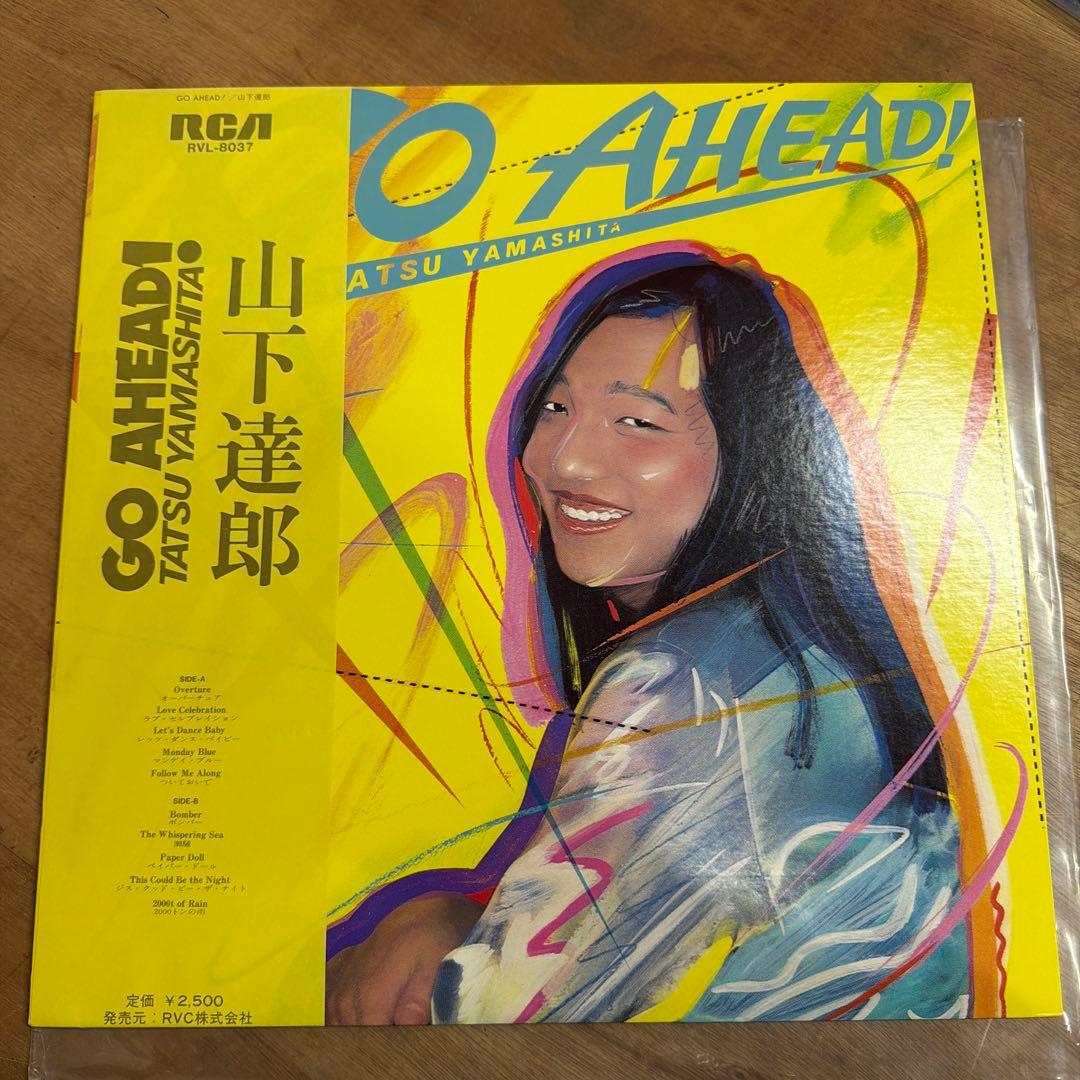 GO AHEAD! / 山下達郎
RCA
RVL-8037
GO AHEAD!
TATSU YAMASHITA
山下達郎
SIDE-A
Overture
オーバーチュア
Love Celebration
ラブ・セレブレイション
Let's Dance Baby
レッツ・ダンス・ベイビー
Monday Blue
マンデイ・ブルー
Follow Me Along
ついておいで
SIDE-B
Bomber
ボンバー
The Whispering Sea
潮騒
Paper Doll
ペイパー・ドール
This Could Be the Night
ジス・クッド・ビー・ザ・ナイト
2000t of Rain
2000トンの雨
定価 ¥2,500
発売元:RVC株式会社
GO AHEAD!
TATSU YAMASHITA